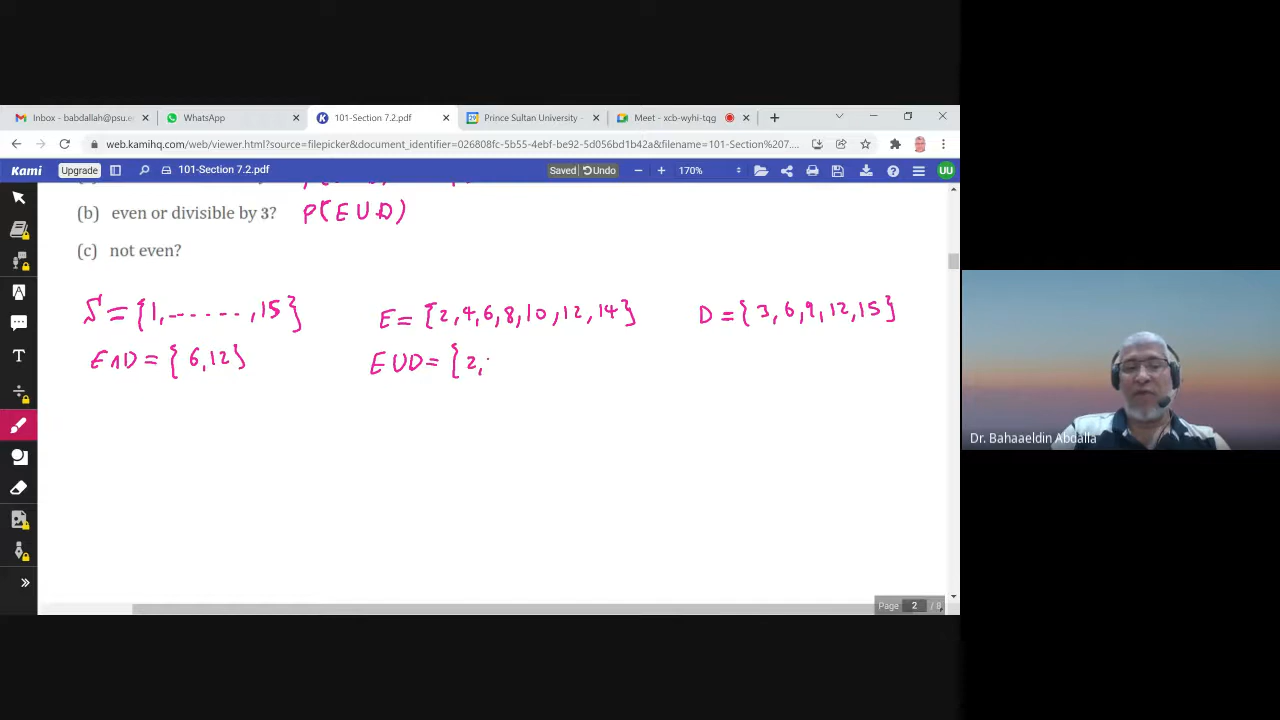 Inbox - babdallah@psu.e
WhatsApp
101-Section 7.2.pdf
Prince Sultan University -
Meet - xcb-wyhi-tqg
web.kamihq.com/web/viewer.html?source=filepicker&document_identifier=026808fc-5b55-4ebf-be92-5d056bd1b42a&filename=101-Section%207...
Kami
Upgrade
101-Section 7.2.pdf
Saved Undo
170%
UU
(b) even or divisible by 3? P(E∪D)
(c) not even?
S={1,......,15} E={2,4,6,8,10,12,14} D={3,6,9,12,15}
E∩D={6,12} E∪D={2,
Dr. Bahaaeldin Abdalla
Page 2 / 8